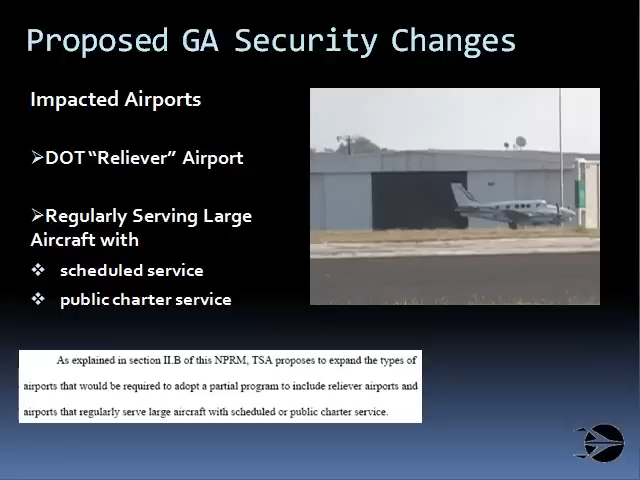 Proposed GA Security Changes
Impacted Airports
➢DOT “Reliever” Airport
➢Regularly Serving Large
Aircraft with
❖ scheduled service
❖ public charter service
As explained in section II.B of this NPRM, TSA proposes to expand the types of
airports that would be required to adopt a partial program to include reliever airports and
airports that regularly serve large aircraft with scheduled or public charter service.